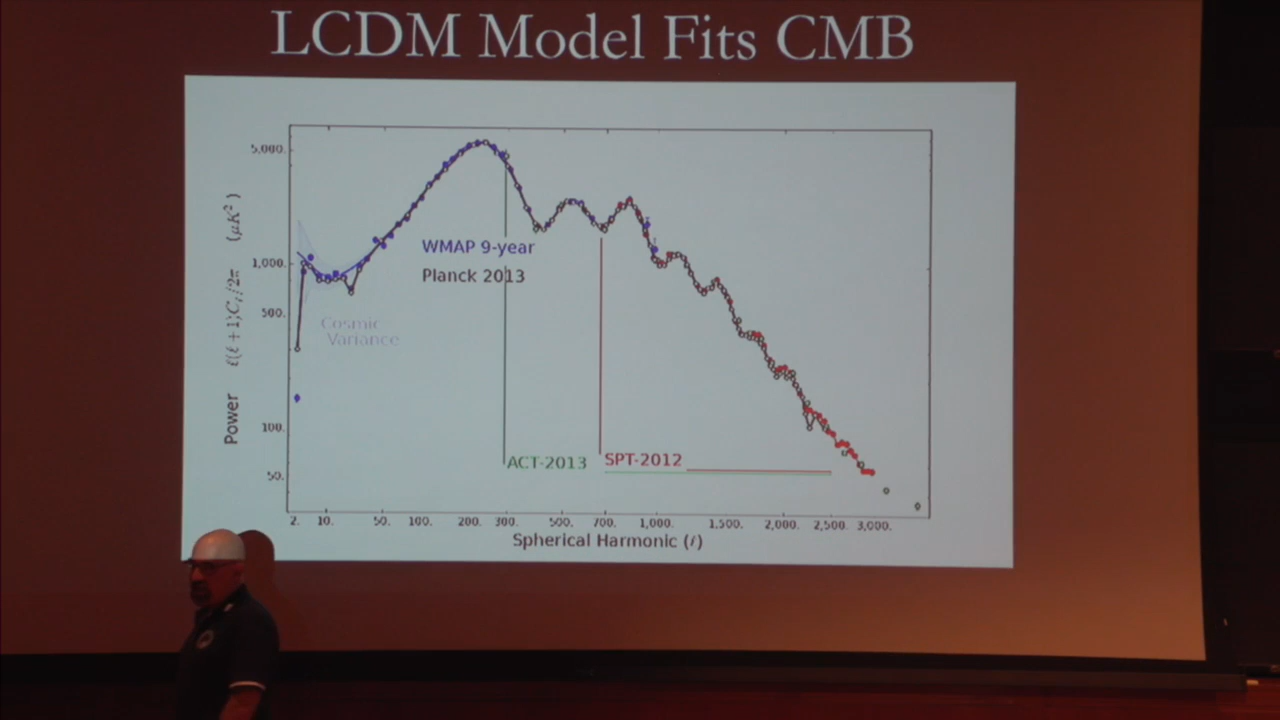 LCDM Model Fits CMB
5,000.
1,000.
500.
100.
50.
Power ℓ(ℓ + 1)Cℓ/2π (μK²)
WMAP 9-year
Planck 2013
Cosmic
Variance
ACT-2013
SPT-2012
2. 10. 50. 100. 200. 300. 500. 700. 1,000. 1,500. 2,000. 2,500. 3,000.
Spherical Harmonic (ℓ)